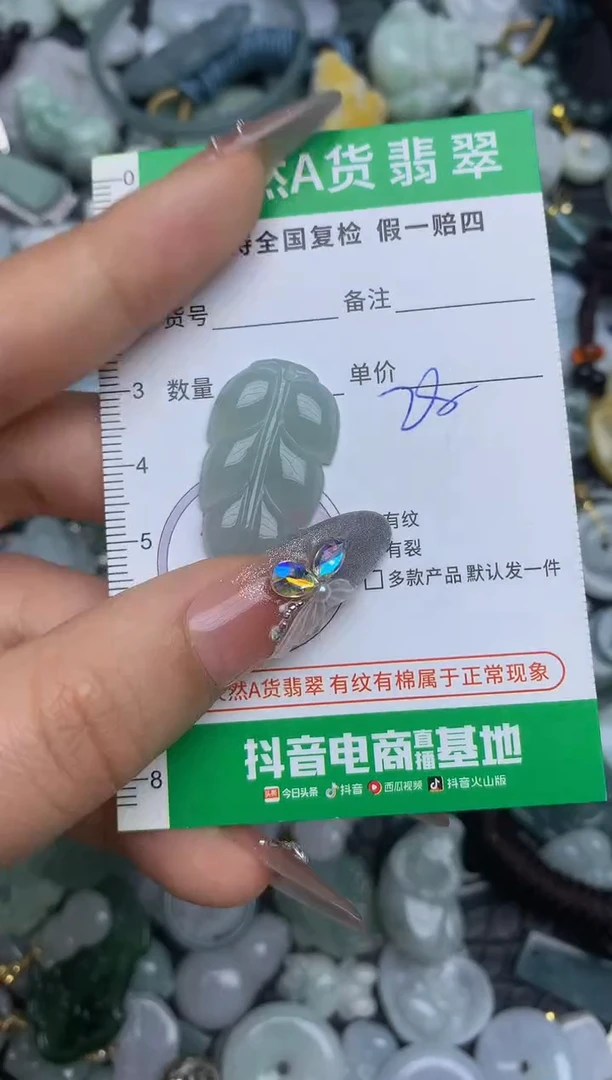 0
然A货翡翠
持全国复检 假一赔四
货号
备注
3
数量
单价
4
5
有纹
有裂
多款产品 默认发一件
然A货翡翠 有纹有棉属于正常现象
抖音电商直播基地
头条 今日头条 抖音 西瓜视频 抖音火山版
8